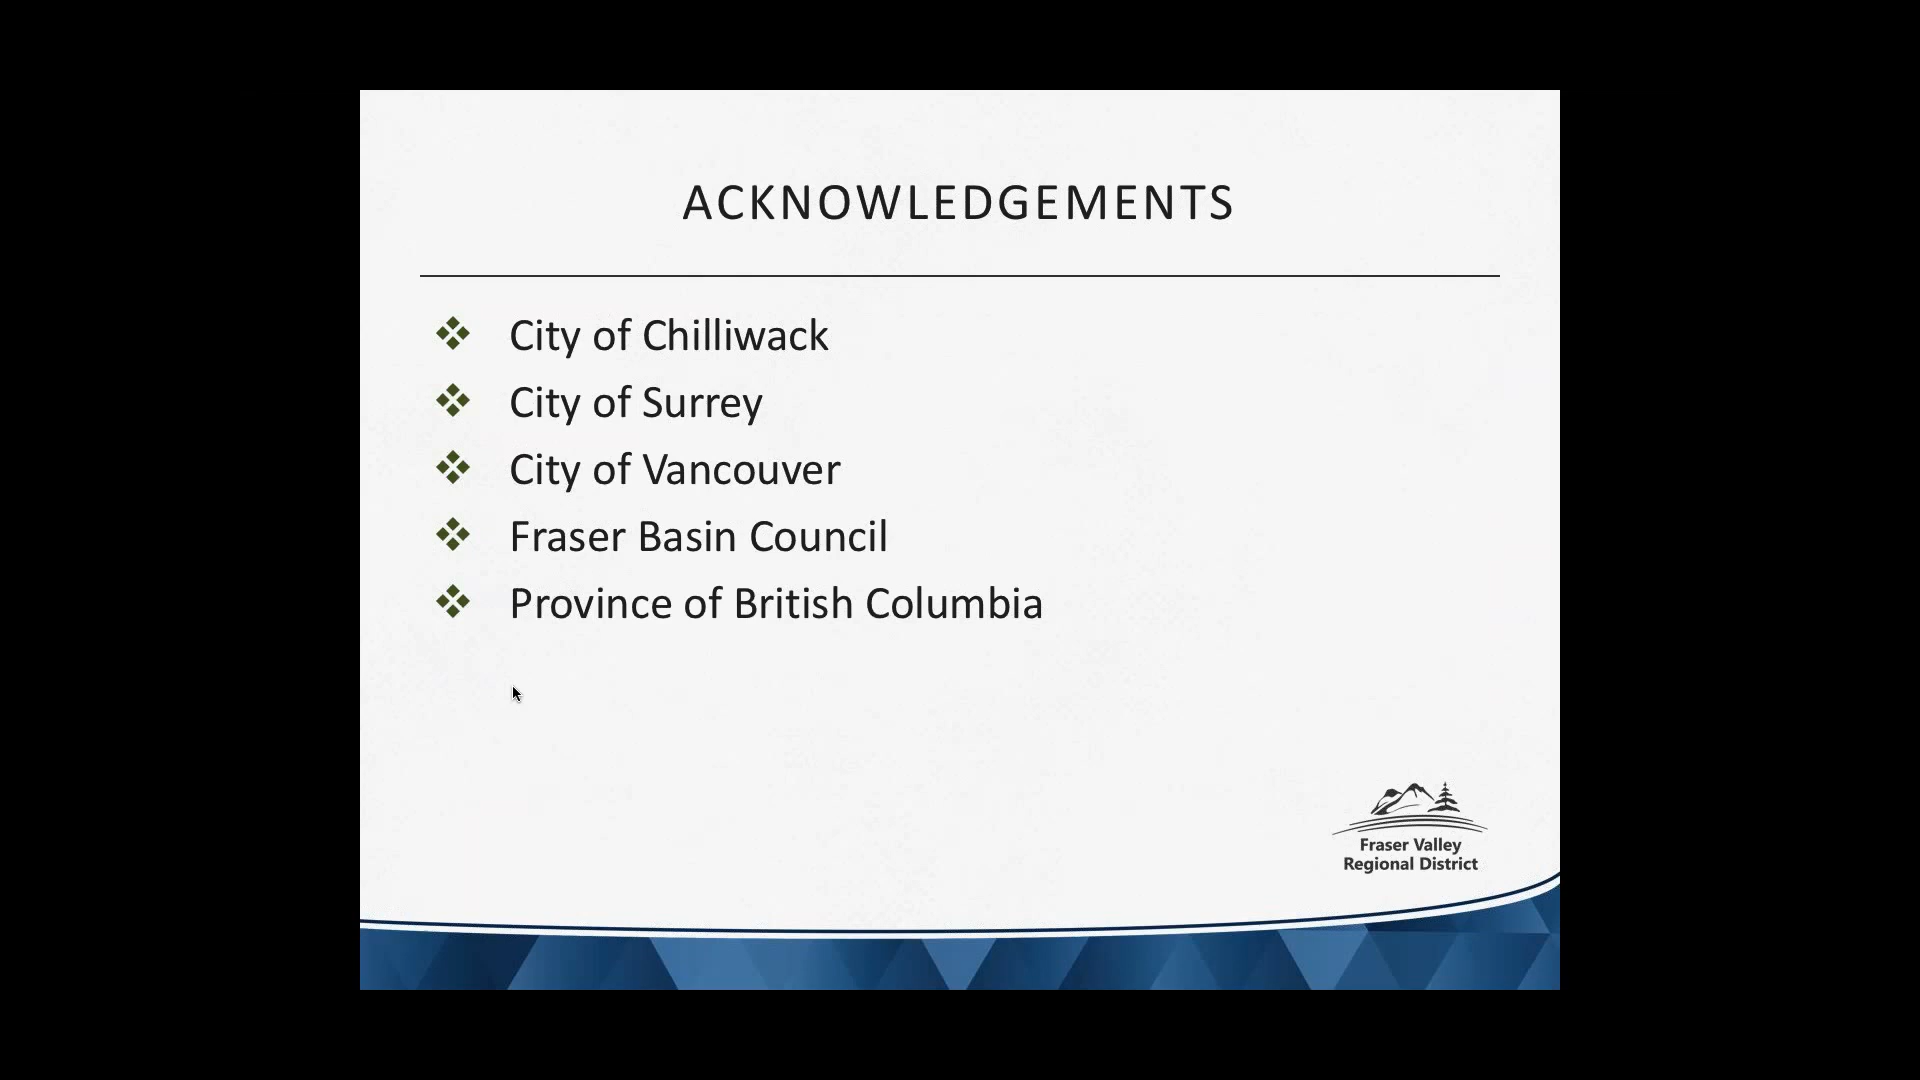 ACKNOWLEDGEMENTS
City of Chilliwack
City of Surrey
City of Vancouver
Fraser Basin Council
Province of British Columbia
Fraser Valley
Regional District